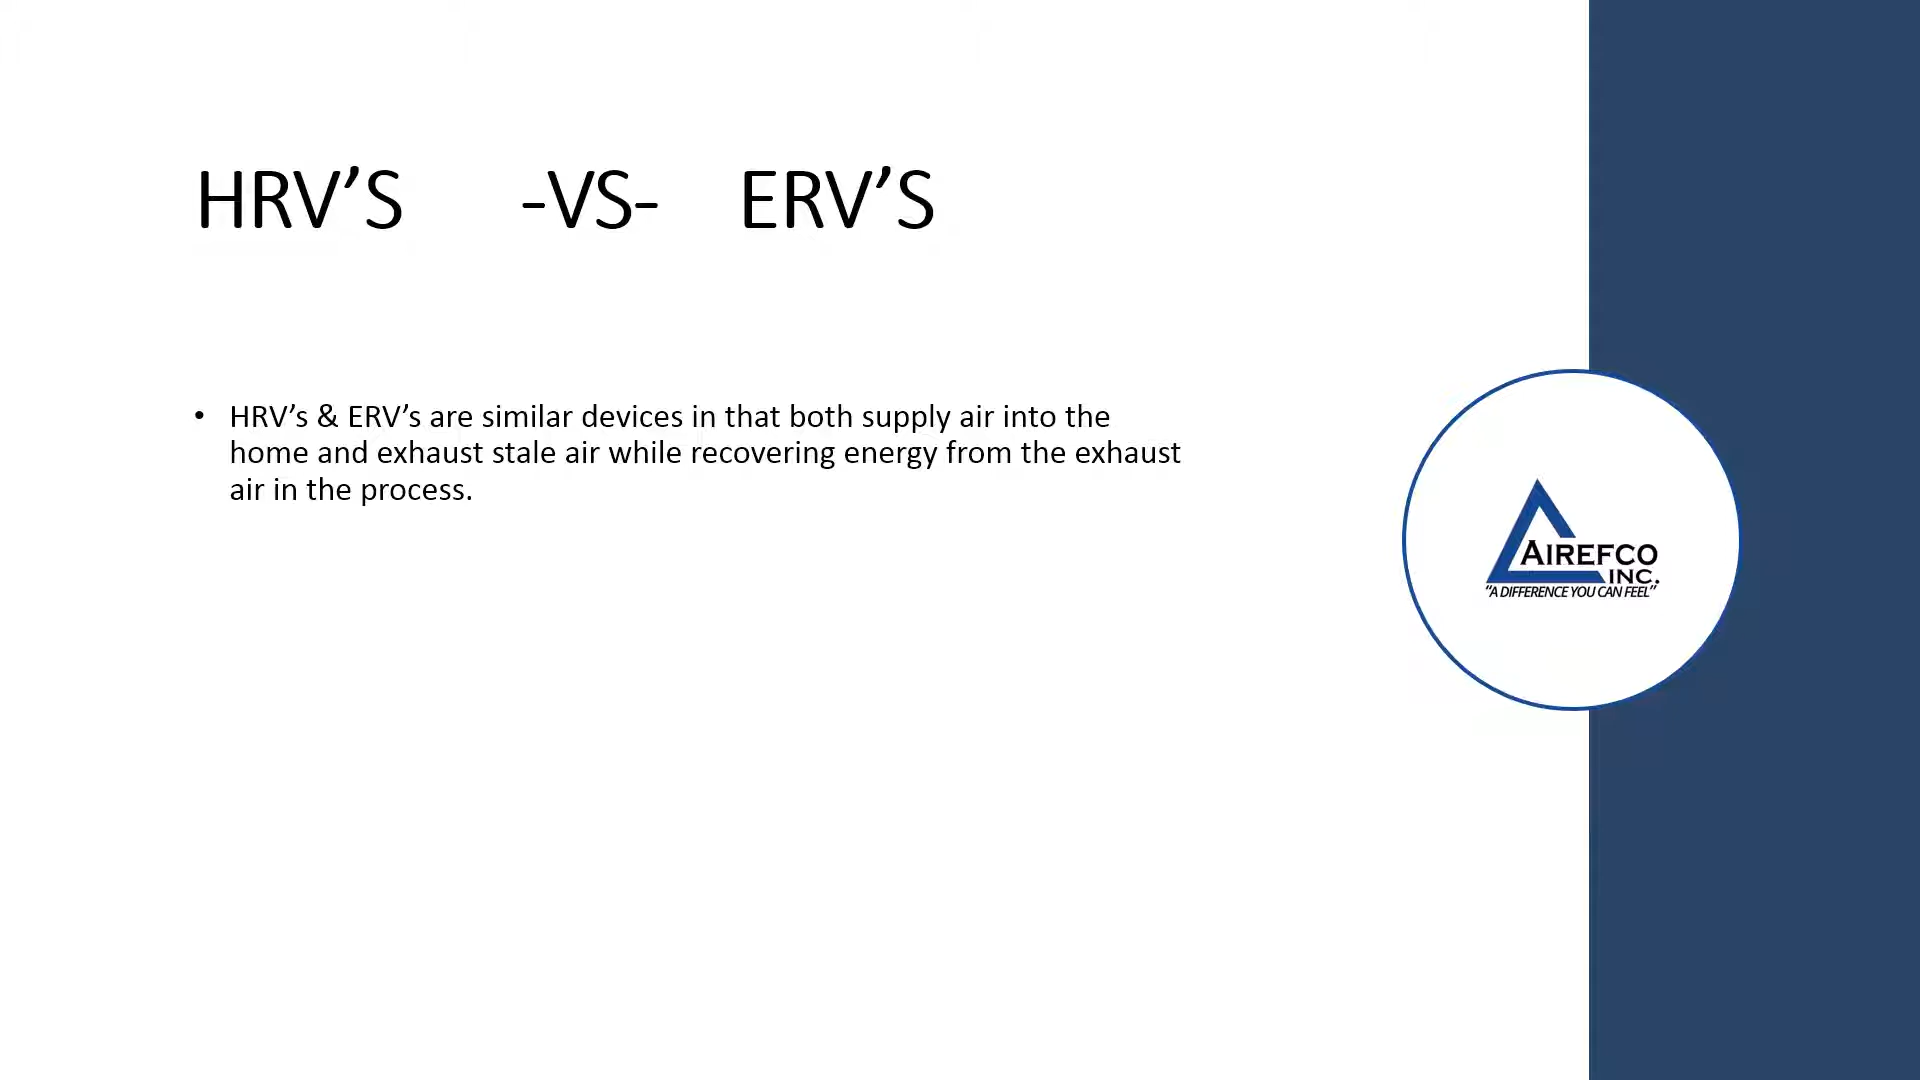 HRV’S -VS- ERV’S
• HRV’s & ERV’s are similar devices in that both supply air into the
home and exhaust stale air while recovering energy from the exhaust
air in the process.
AIREFCO
INC.
"A DIFFERENCE YOU CAN FEEL"